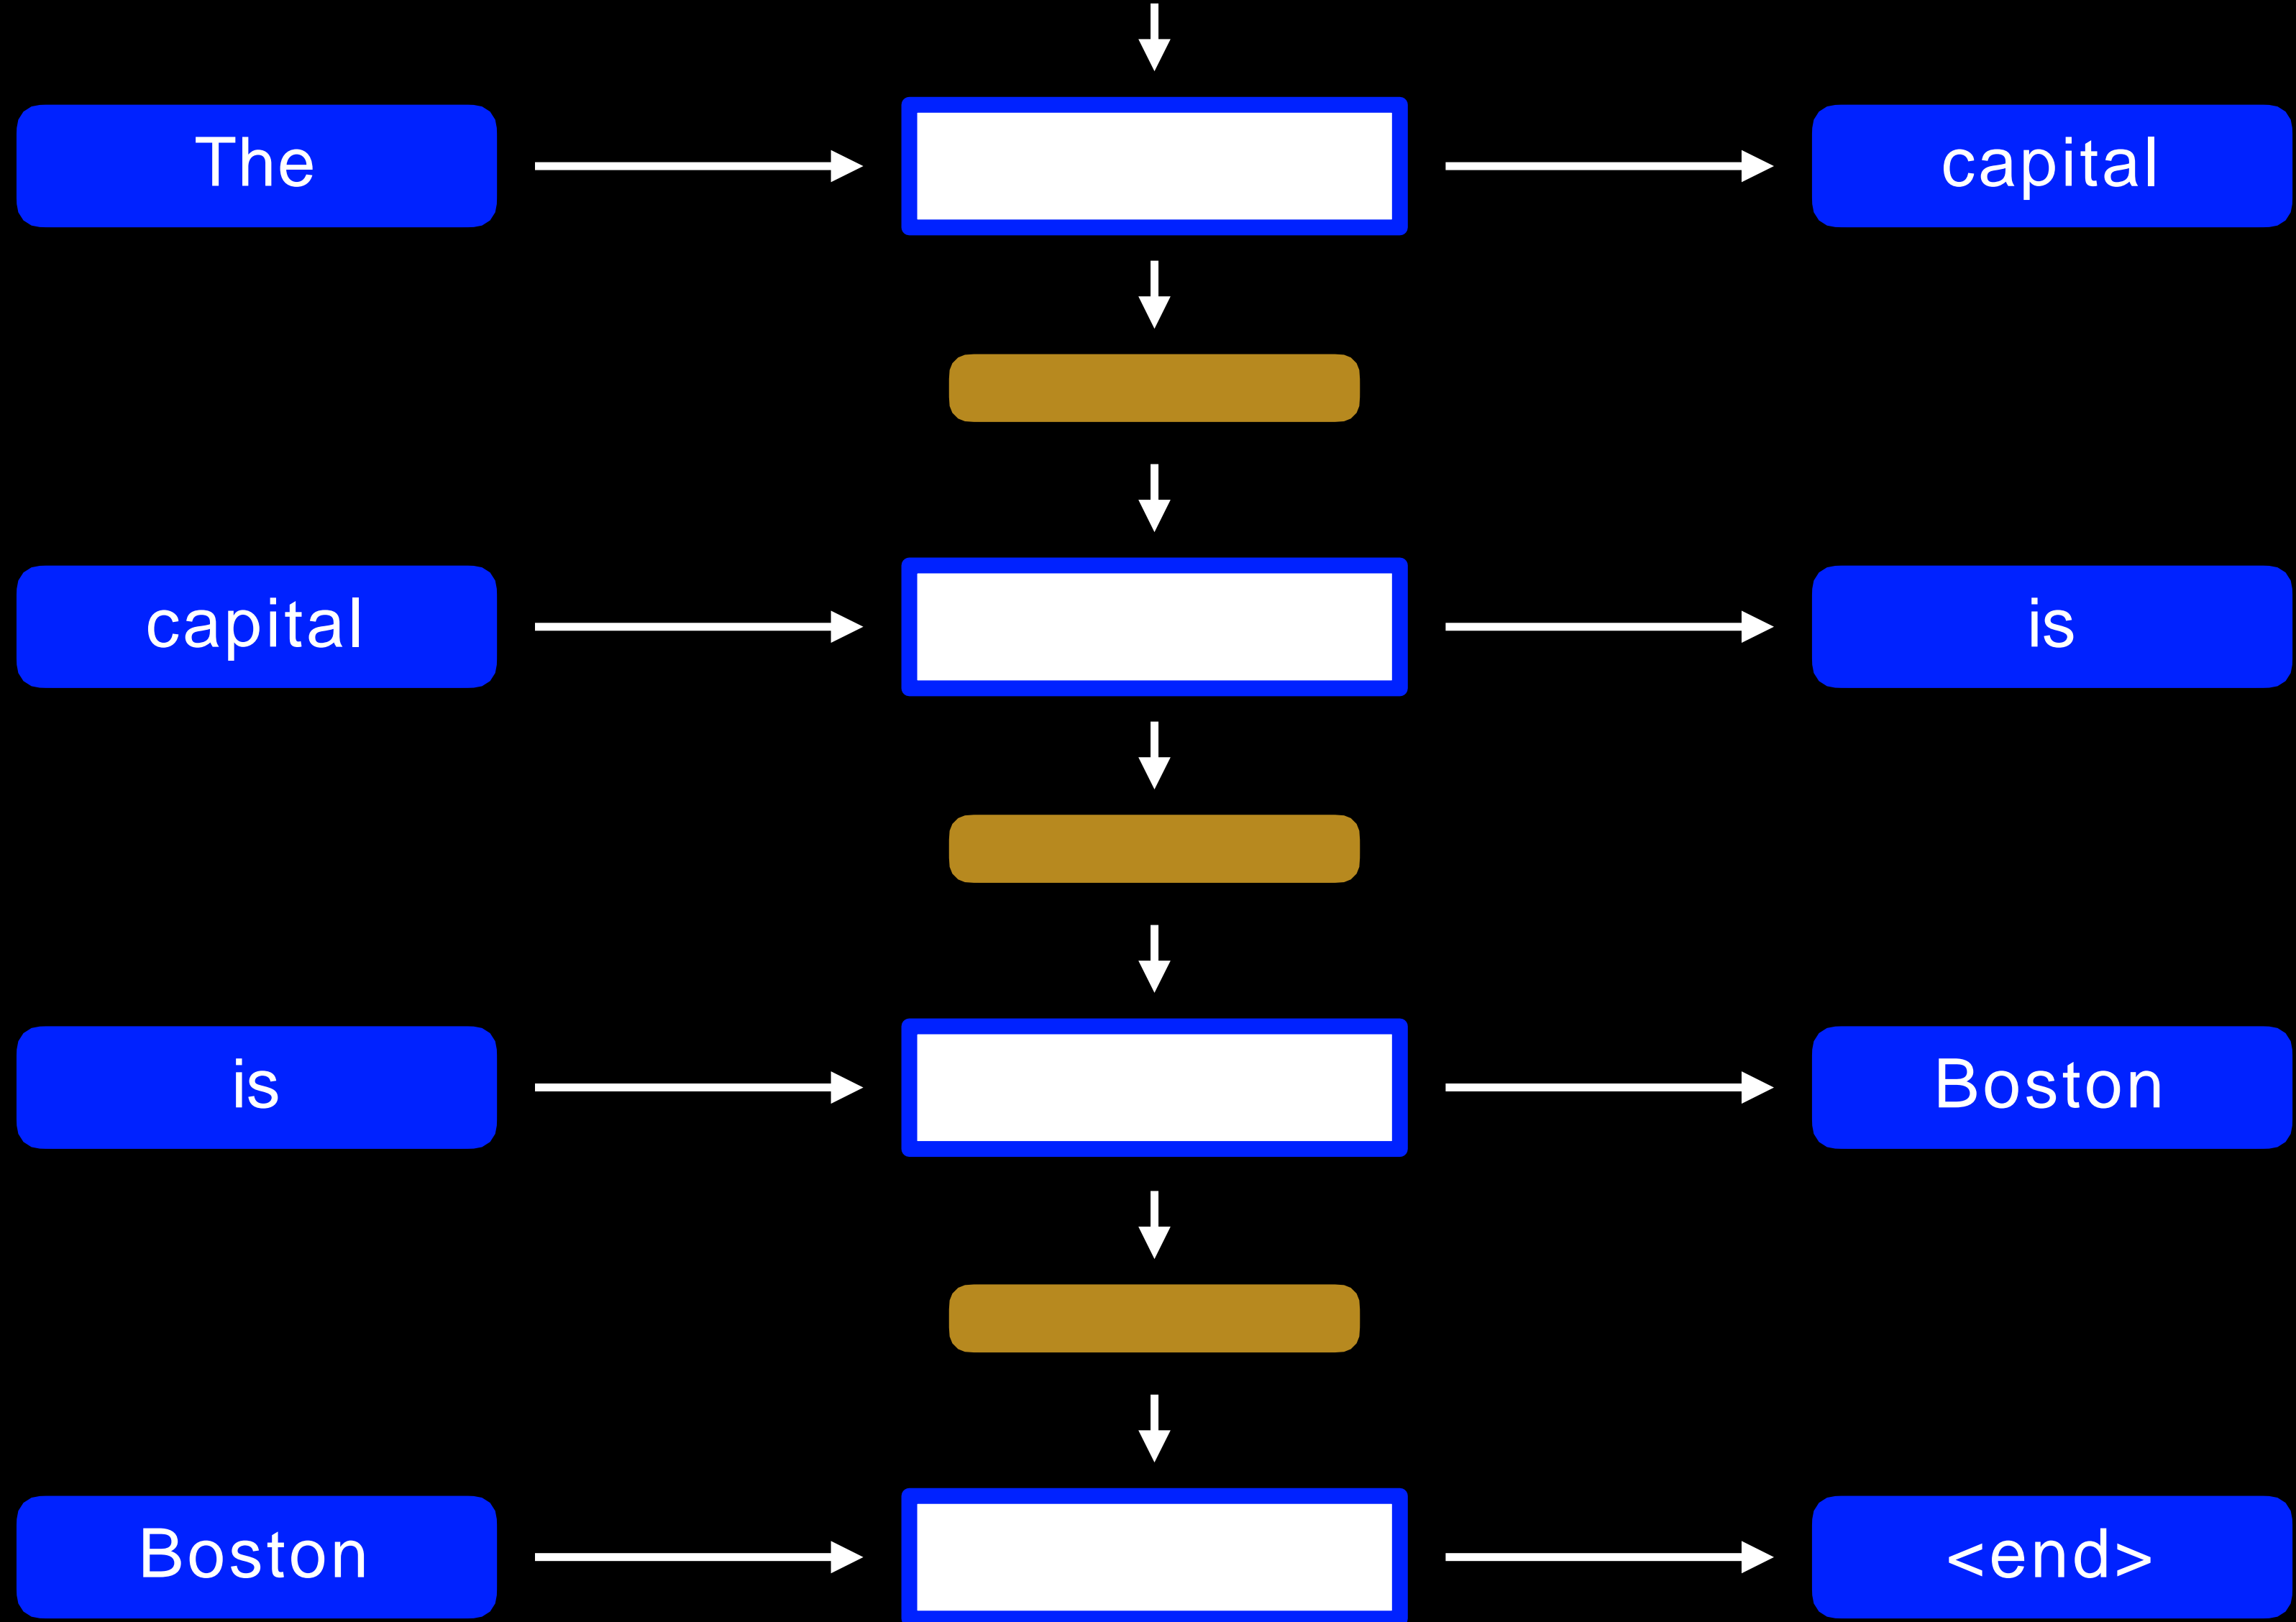 The
capital
capital
is
is
Boston
Boston
<end>